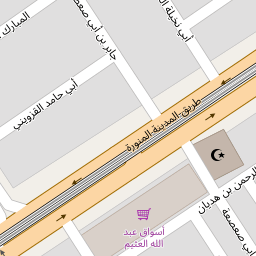 المبارك
جابر بن أبي صعصعة
أبي نخيلة
أبي حامد القزويني
طريق المدينة المنورة
الرحمن بن هديان
أسواق عبد
الله العثيم
أبي صعصعة